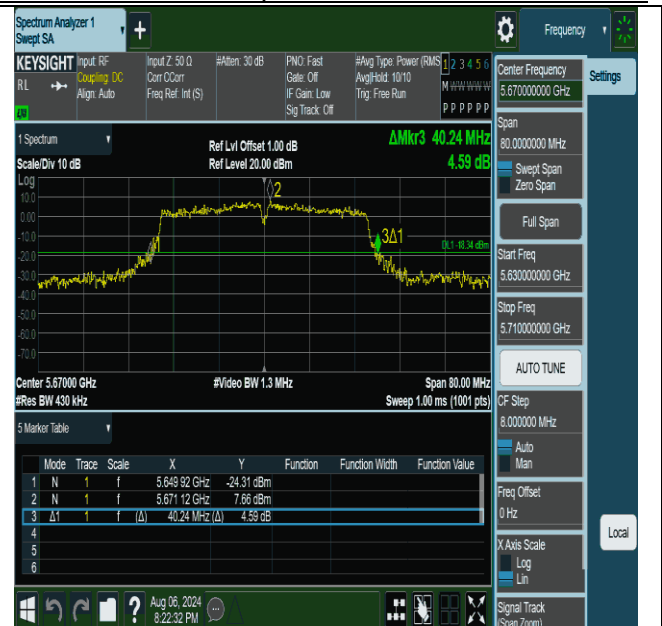 Spectrum Analyzer 1
Swept SA
+
Frequency
KEYSIGHT
RL
Input: RF
Coupling: DC
Align: Auto
Input Z: 50 Ω
Corr CCorr
Freq Ref: Int (S)
#Atten: 30 dB
PNO: Fast
Gate: Off
IF Gain: Low
Sig Track: Off
#Avg Type: Power (RMS
Avg|Hold: 10/10
Trig: Free Run
1 2 3 4 5 6
M W W W W W
P P P P P P
1 Spectrum
Scale/Div 10 dB
Ref Lvl Offset 1.00 dB
Ref Level 20.00 dBm
ΔMkr3 40.24 MHz
4.59 dB
Log
10.0
0.00
-10.0
-20.0
-30.0
-40.0
-50.0
-60.0
-70.0
2
3Δ1
DL1 -18.34 dBm
Center 5.67000 GHz
#Video BW 1.3 MHz
Span 80.00 MHz
#Res BW 430 kHz
Sweep 1.00 ms (1001 pts)
5 Marker Table
Mode Trace Scale X Y Function Function Width Function Value
1 N 1 f 5.649 92 GHz -24.31 dBm
2 N 1 f 5.671 12 GHz 7.66 dBm
3 Δ1 1 f (Δ) 40.24 MHz (Δ) 4.59 dB
4
5
6
?
Aug 06, 2024
8:22:32 PM
Center Frequency
5.670000000 GHz
Settings
Span
80.0000000 MHz
Swept Span
Zero Span
Full Span
Start Freq
5.630000000 GHz
Stop Freq
5.710000000 GHz
AUTO TUNE
CF Step
8.000000 MHz
Auto
Man
Freq Offset
0 Hz
Local
X Axis Scale
Log
Lin
Signal Track
(Span Zoom)